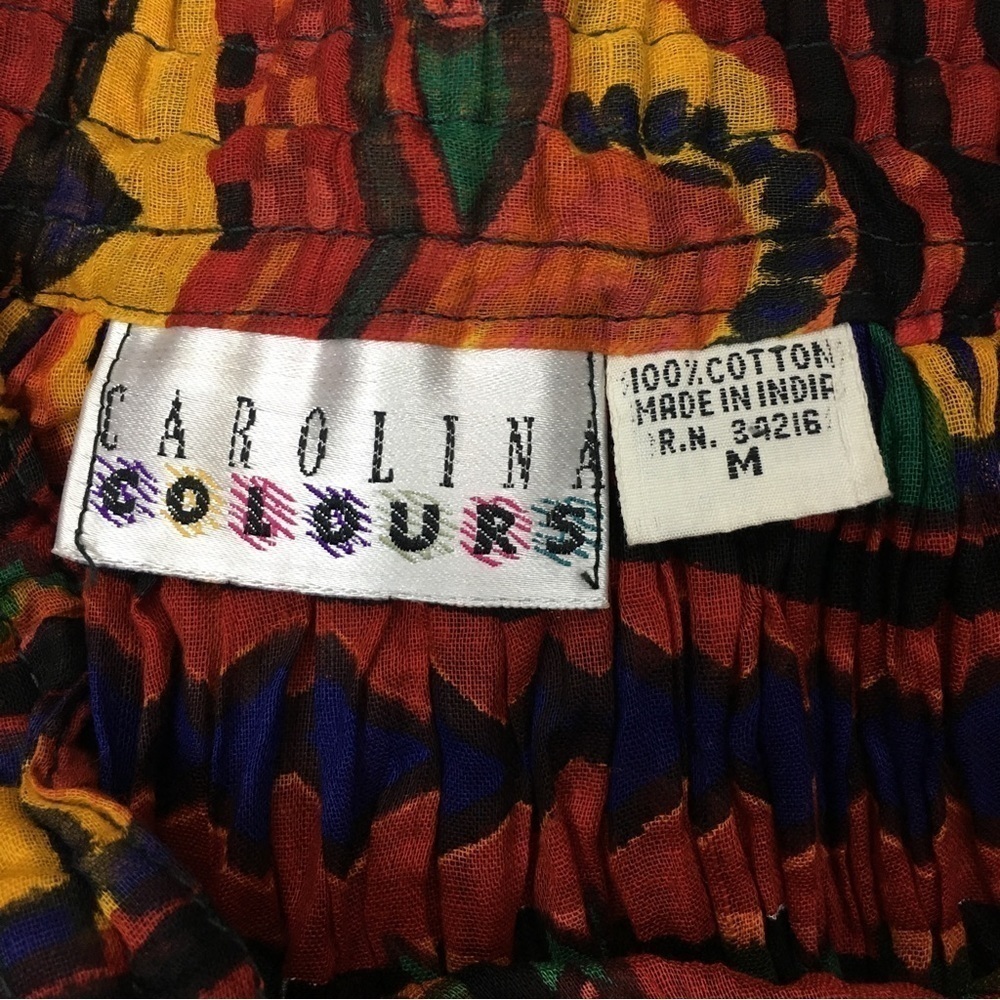 CAROLINA
COLOURS
100% COTTON
MADE IN INDIA
R.N. 34216
M